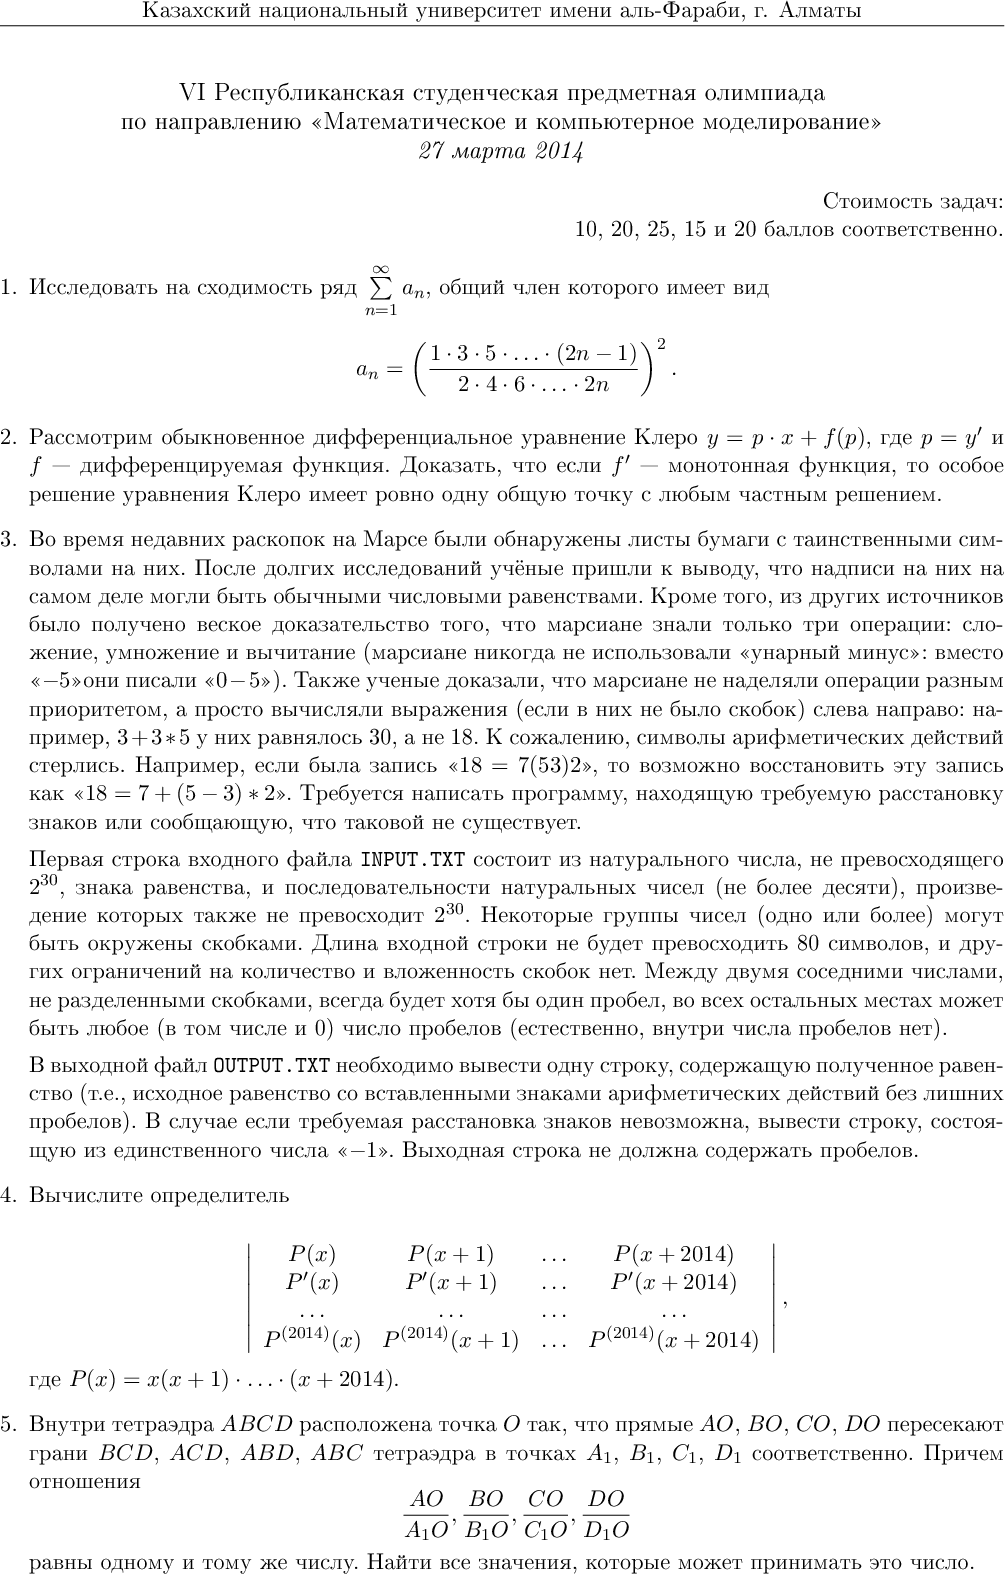 Казахский национальный университет имени аль-Фараби, г. Алматы
VI Республиканская студенческая предметная олимпиада
по направлению «Математическое и компьютерное моделирование»
27 марта 2014
Стоимость задач:
10, 20, 25, 15 и 20 баллов соответственно.
1. Исследовать на сходимость ряд $\sum\limits_{n=1}^{\infty} a_n$, общий член которого имеет вид
$a_n = \left( \frac{1 \cdot 3 \cdot 5 \cdot \ldots \cdot (2n-1)}{2 \cdot 4 \cdot 6 \cdot \ldots \cdot 2n} \right)^2.$
2. Рассмотрим обыкновенное дифференциальное уравнение Клеро $y = p \cdot x + f(p)$, где $p = y'$ и
$f$ — дифференцируемая функция. Доказать, что если $f'$ — монотонная функция, то особое
решение уравнения Клеро имеет ровно одну общую точку с любым частным решением.
3. Во время недавних раскопок на Марсе были обнаружены листы бумаги с таинственными сим-
волами на них. После долгих исследований учёные пришли к выводу, что надписи на них на
самом деле могли быть обычными числовыми равенствами. Кроме того, из других источников
было получено веское доказательство того, что марсиане знали только три операции: сло-
жение, умножение и вычитание (марсиане никогда не использовали «унарный минус»: вместо
«−5»они писали «0−5»). Также ученые доказали, что марсиане не наделяли операции разным
приоритетом, а просто вычисляли выражения (если в них не было скобок) слева направо: на-
пример, 3+3*5 у них равнялось 30, а не 18. К сожалению, символы арифметических действий
стерлись. Например, если была запись «18 = 7(53)2», то возможно восстановить эту запись
как «18 = 7 + (5 − 3) * 2». Требуется написать программу, находящую требуемую расстановку
знаков или сообщающую, что таковой не существует.
Первая строка входного файла INPUT.TXT состоит из натурального числа, не превосходящего
$2^{30}$, знака равенства, и последовательности натуральных чисел (не более десяти), произве-
дение которых также не превосходит $2^{30}$. Некоторые группы чисел (одно или более) могут
быть окружены скобками. Длина входной строки не будет превосходить 80 символов, и дру-
гих ограничений на количество и вложенность скобок нет. Между двумя соседними числами,
не разделенными скобками, всегда будет хотя бы один пробел, во всех остальных местах может
быть любое (в том числе и 0) число пробелов (естественно, внутри числа пробелов нет).
В выходной файл OUTPUT.TXT необходимо вывести одну строку, содержащую полученное равен-
ство (т.е., исходное равенство со вставленными знаками арифметических действий без лишних
пробелов). В случае если требуемая расстановка знаков невозможна, вывести строку, состоя-
щую из единственного числа «−1». Выходная строка не должна содержать пробелов.
4. Вычислите определитель
$\begin{vmatrix} P(x) & P(x+1) & \ldots & P(x+2014) \\ P'(x) & P'(x+1) & \ldots & P'(x+2014) \\ \ldots & \ldots & \ldots & \ldots \\ P^{(2014)}(x) & P^{(2014)}(x+1) & \ldots & P^{(2014)}(x+2014) \end{vmatrix},$
где $P(x) = x(x+1) \cdot \ldots \cdot (x+2014)$.
5. Внутри тетраэдра $ABCD$ расположена точка $O$ так, что прямые $AO$, $BO$, $CO$, $DO$ пересекают
грани $BCD$, $ACD$, $ABD$, $ABC$ тетраэдра в точках $A_1$, $B_1$, $C_1$, $D_1$ соответственно. Причем
отношения
$\frac{AO}{A_1O}, \frac{BO}{B_1O}, \frac{CO}{C_1O}, \frac{DO}{D_1O}$
равны одному и тому же числу. Найти все значения, которые может принимать это число.